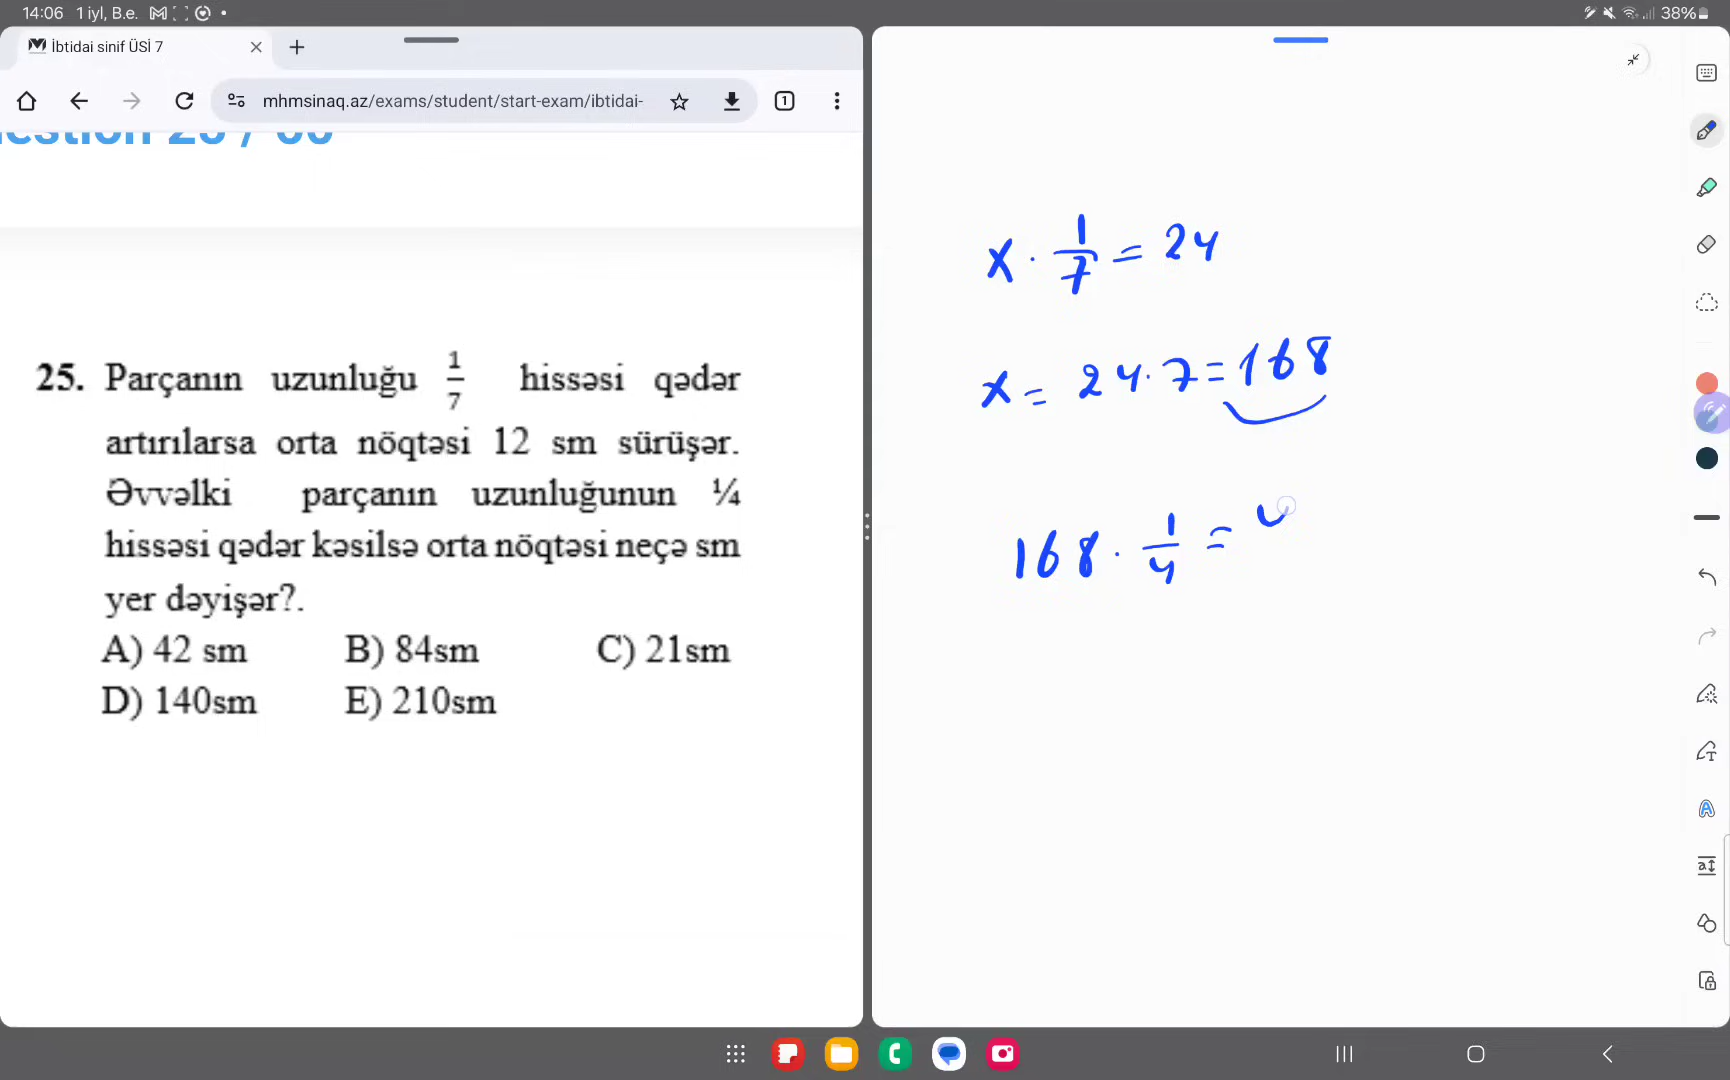 14:06 1 iyl, B.e.
38%
İbtidai sinif ÜSİ 7
mhmsinaq.az/exams/student/start-exam/ibtidai-
1
25. Parçanın uzunluğu 1/7 hissəsi qədər
artırılarsa orta nöqtəsi 12 sm sürüşər.
Əvvəlki parçanın uzunluğunun ¼
hissəsi qədər kəsilsə orta nöqtəsi neçə sm
yer dəyişər?.
A) 42 sm B) 84sm C) 21sm
D) 140sm E) 210sm
x · 1/7 = 24
x = 24 · 7 = 168
168 · 1/4 =